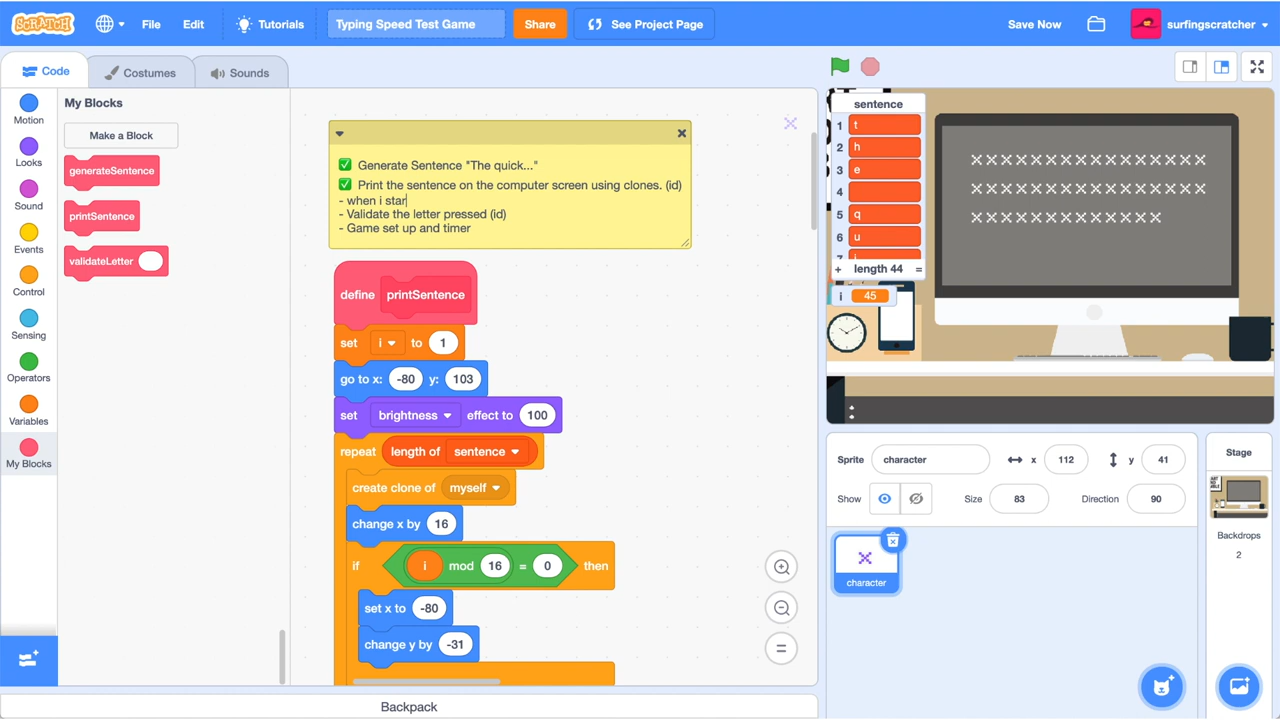 SCRATCH
File
Edit
Tutorials
Typing Speed Test Game
Share
See Project Page
Save Now
surfingscratcher
Code
Costumes
Sounds
Motion
Looks
Sound
Events
Control
Sensing
Operators
Variables
My Blocks
My Blocks
Make a Block
generateSentence
printSentence
validateLetter
✅ Generate Sentence "The quick..."
✅ Print the sentence on the computer screen using clones. (id)
- when i star
- Validate the letter pressed (id)
- Game set up and timer
define printSentence
set i to 1
go to x: -80 y: 103
set brightness effect to 100
repeat length of sentence
create clone of myself
change x by 16
if i mod 16 = 0 then
set x to -80
change y by -31
Backpack
sentence
1 t
2 h
3 e
4
5 q
6 u
7 i
+ length 44 =
i 45
XXXXXXXXXXXXXXXX
XXXXXXXXXXXXXXXX
XXXXXXXXXXXXX
:
Sprite character x 112 y 41
Show Size 83 Direction 90
character
Stage
Backdrops
2